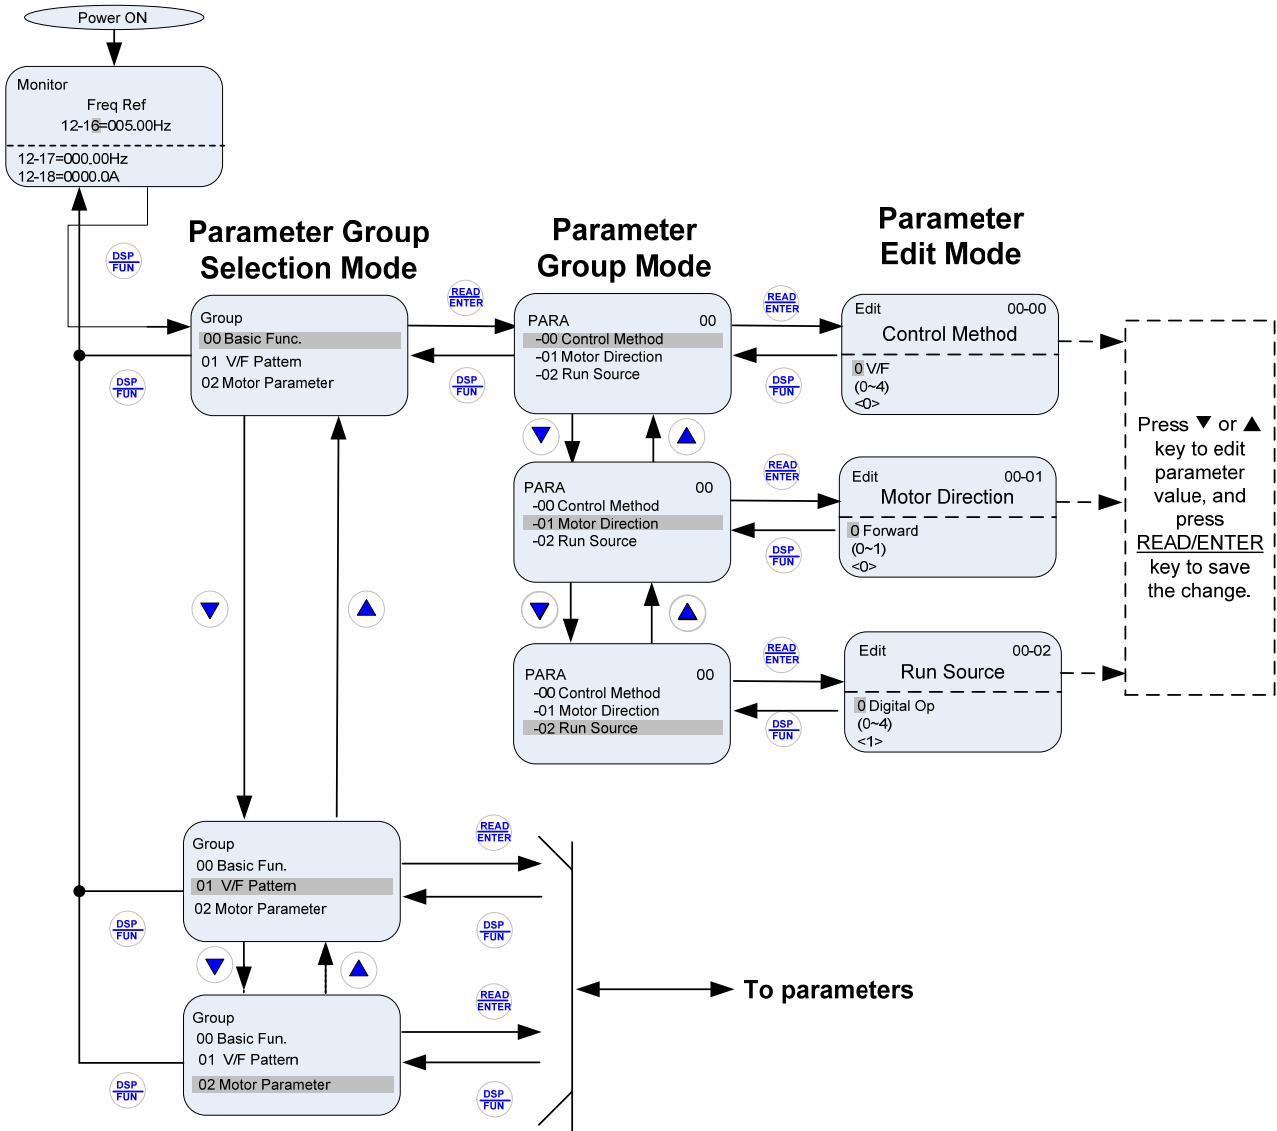 Power ON
Monitor
Freq Ref
12-16=005.00Hz
12-17=000.00Hz
12-18=0000.0A
DSP
FUN
Parameter Group
Selection Mode
Parameter
Group Mode
Parameter
Edit Mode
Group
00 Basic Func.
01 V/F Pattern
02 Motor Parameter
DSP
FUN
READ
ENTER
DSP
FUN
PARA 00
-00 Control Method
-01 Motor Direction
-02 Run Source
READ
ENTER
DSP
FUN
Edit 00-00
Control Method
0 V/F
(0~4)
<0>
PARA 00
-00 Control Method
-01 Motor Direction
-02 Run Source
READ
ENTER
DSP
FUN
Edit 00-01
Motor Direction
0 Forward
(0~1)
<0>
PARA 00
-00 Control Method
-01 Motor Direction
-02 Run Source
READ
ENTER
DSP
FUN
Edit 00-02
Run Source
0 Digital Op
(0~4)
<1>
Press ▼ or ▲
key to edit
parameter
value, and
press
READ/ENTER
key to save
the change.
Group
00 Basic Fun.
01 V/F Pattern
02 Motor Parameter
DSP
FUN
READ
ENTER
DSP
FUN
Group
00 Basic Fun.
01 V/F Pattern
02 Motor Parameter
DSP
FUN
READ
ENTER
DSP
FUN
To parameters